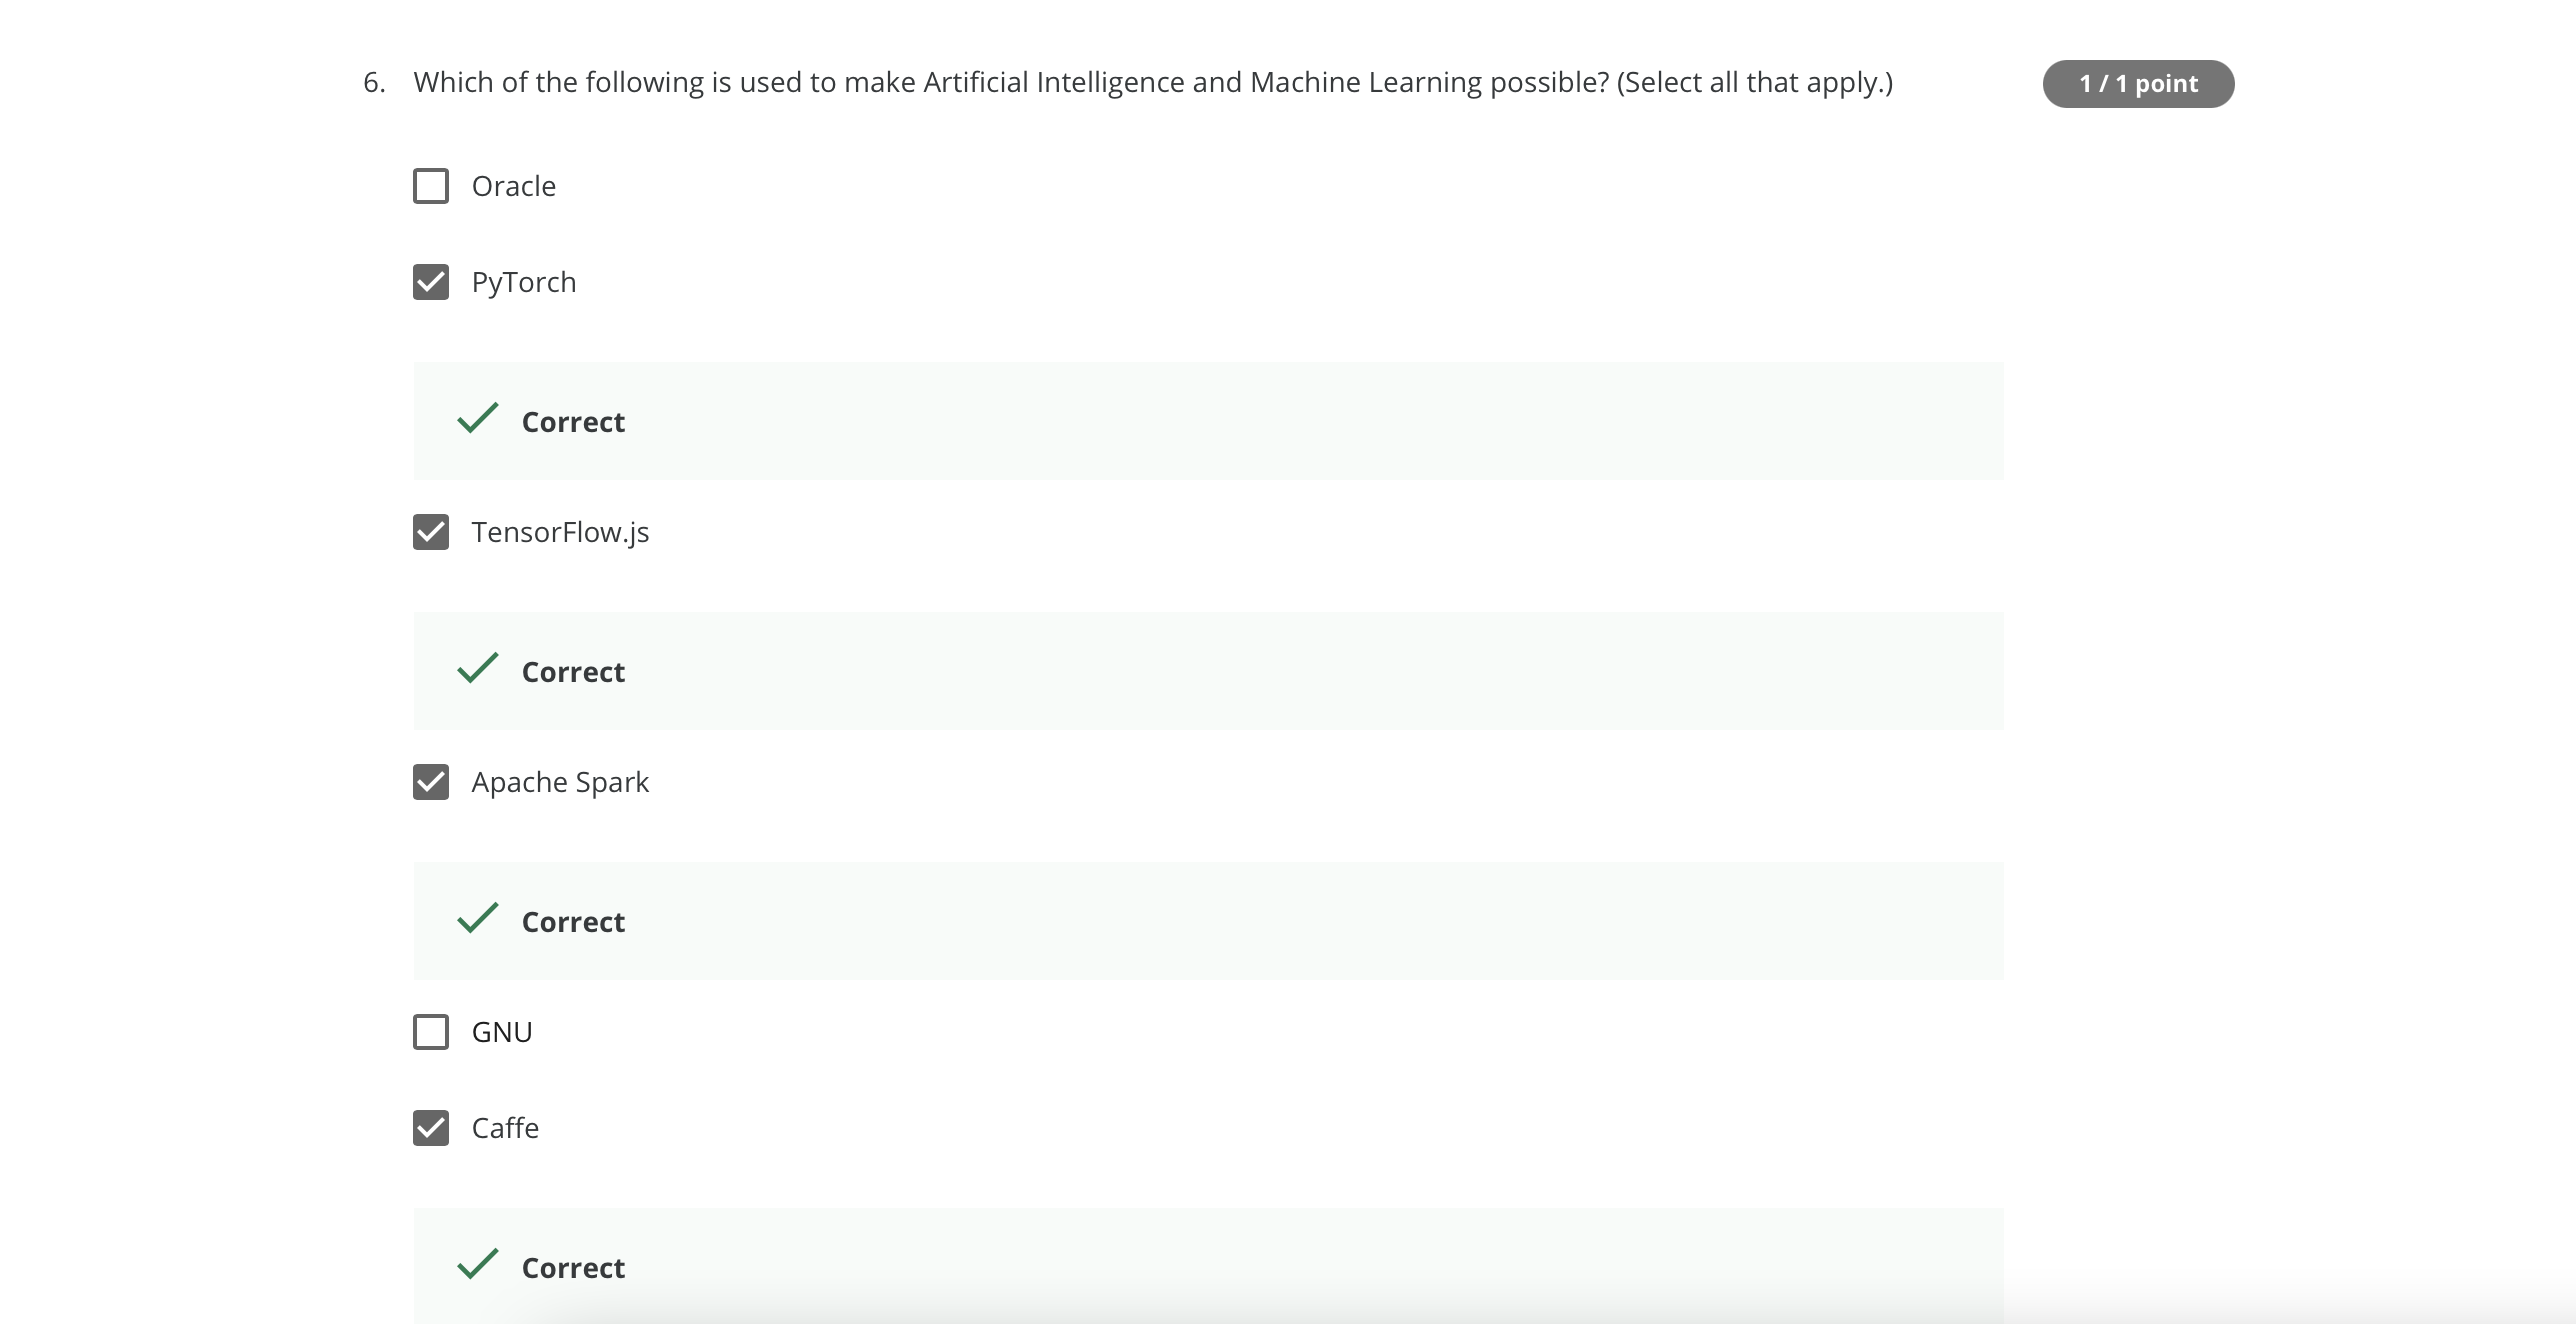 6. Which of the following is used to make Artificial Intelligence and Machine Learning possible? (Select all that apply.)
1 / 1 point
Oracle
PyTorch
Correct
TensorFlow.js
Correct
Apache Spark
Correct
GNU
Caffe
Correct